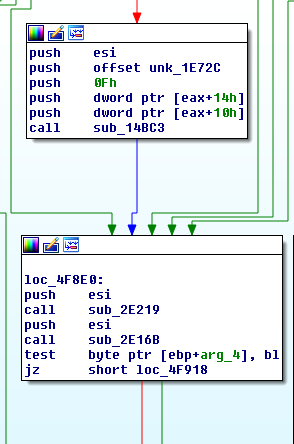 push    esi
push    offset unk_1E72C
push    0Fh
push    dword ptr [eax+14h]
push    dword ptr [eax+10h]
call    sub_14BC3
loc_4F8E0:
push    esi
call    sub_2E219
push    esi
call    sub_2E16B
test    byte ptr [ebp+arg_4], bl
jz      short loc_4F918